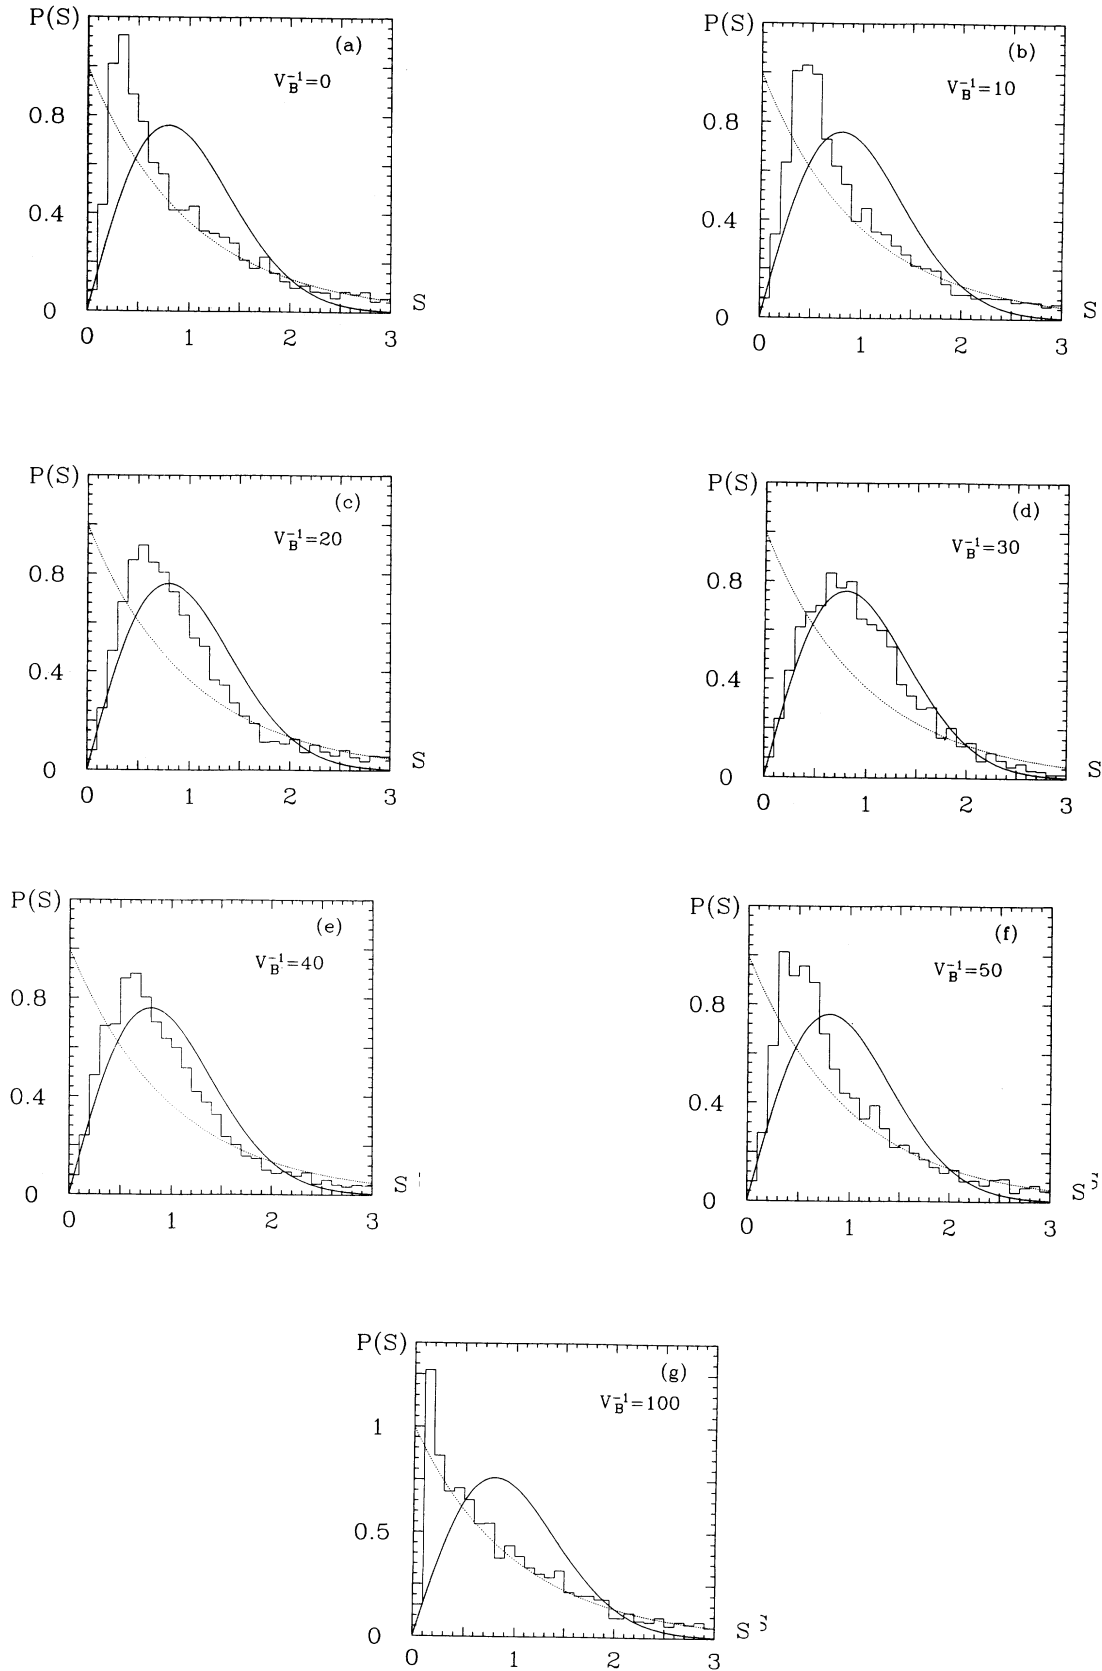 P(S)
(a)
V_B^{-1}=0
0.8
0.4
0
S
0 1 2 3
P(S)
(b)
V_B^{-1}=10
0.8
0.4
0
S
0 1 2 3
P(S)
(c)
V_B^{-1}=20
0.8
0.4
0
S
0 1 2 3
P(S)
(d)
V_B^{-1}=30
0.8
0.4
0
S
0 1 2 3
P(S)
(e)
V_B^{-1}=40
0.8
0.4
0
S
0 1 2 3
P(S)
(f)
V_B^{-1}=50
0.8
0.4
0
S
0 1 2 3
P(S)
(g)
V_B^{-1}=100
1
0.5
0
S
0 1 2 3